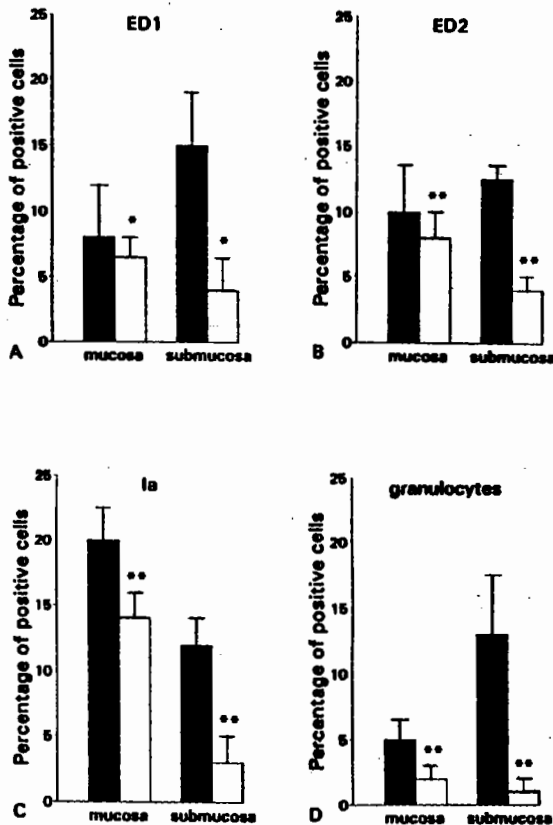 ED1
Percentage of positive cells
25
20
15
10
5
0
*
*
mucosa
submucosa
A
ED2
Percentage of positive cells
25
20
15
10
5
0
**
**
mucosa
submucosa
B
Ia
Percentage of positive cells
25
20
15
10
5
0
**
**
mucosa
submucosa
C
granulocytes
Percentage of positive cells
25
20
15
10
5
0
**
**
mucosa
submucosa
D